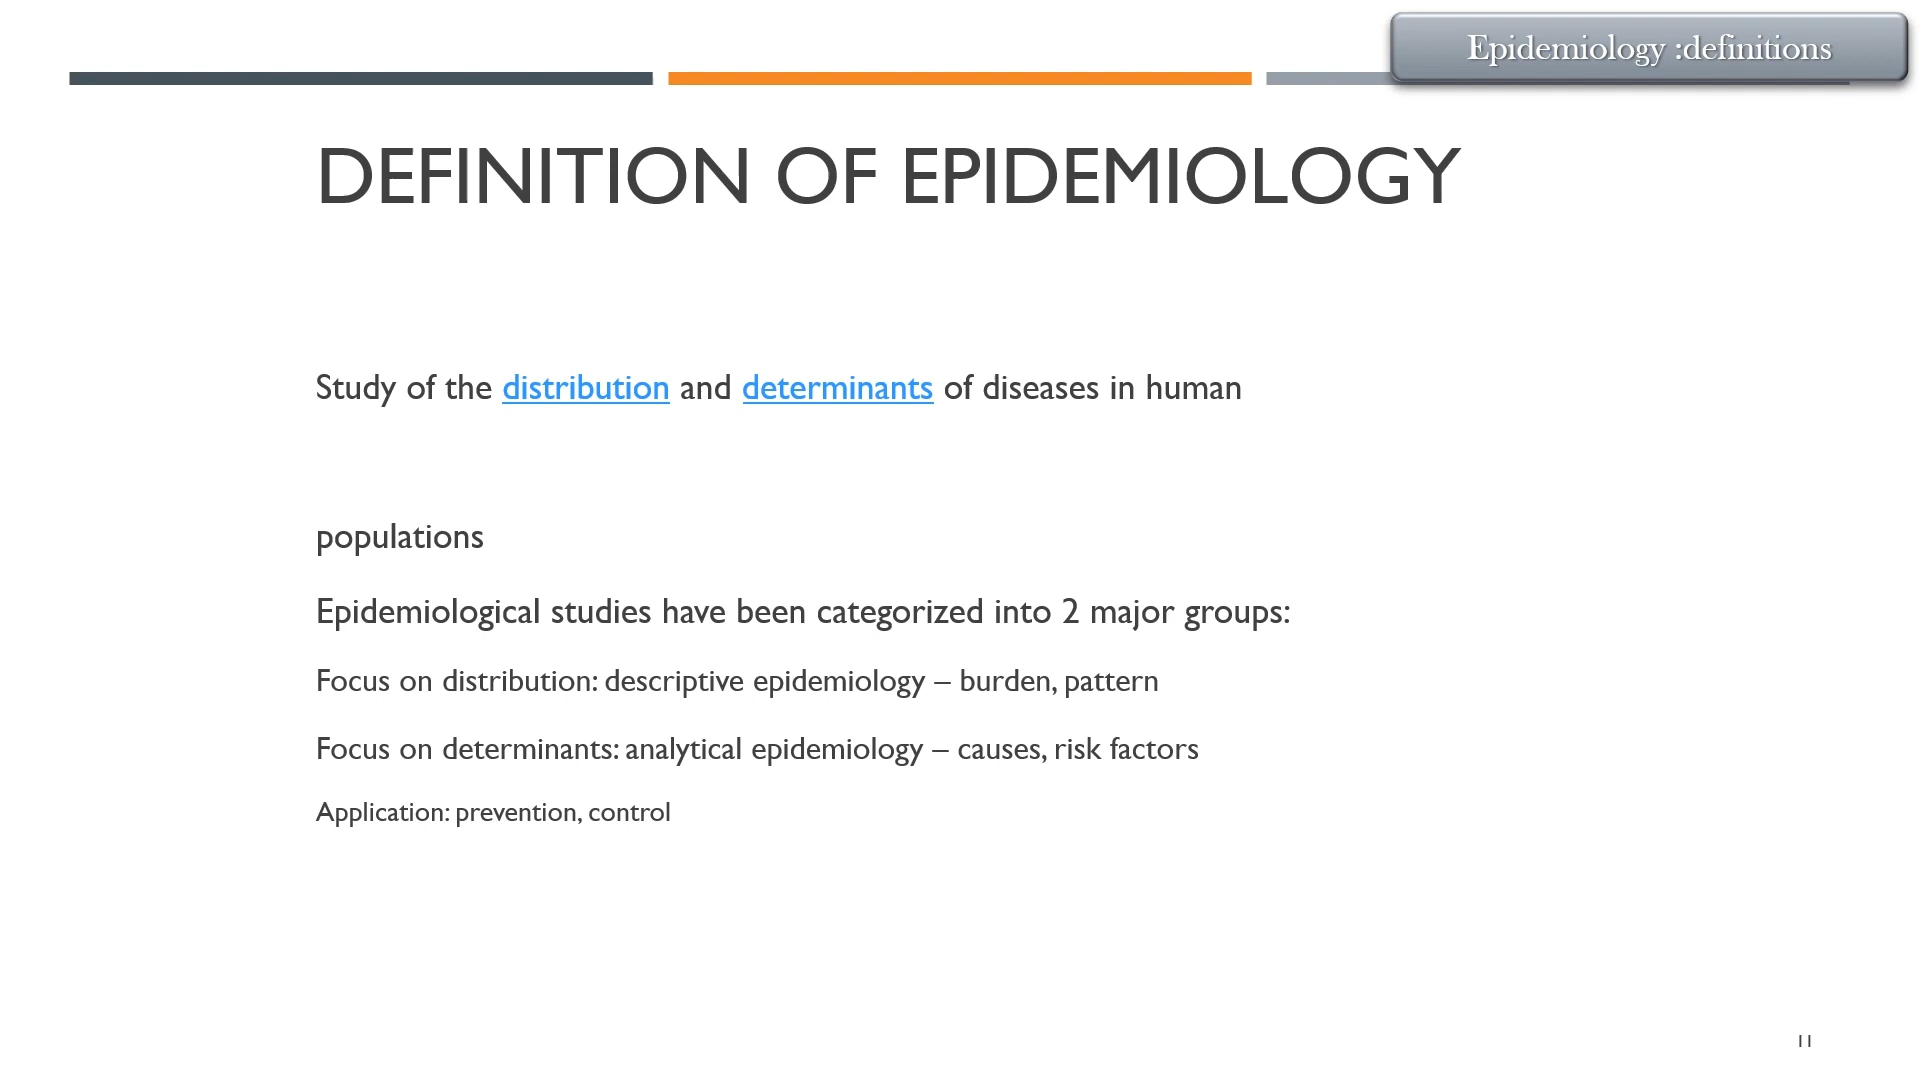 Epidemiology :definitions
DEFINITION OF EPIDEMIOLOGY
Study of the distribution and determinants of diseases in human
populations
Epidemiological studies have been categorized into 2 major groups:
Focus on distribution: descriptive epidemiology – burden, pattern
Focus on determinants: analytical epidemiology – causes, risk factors
Application: prevention, control
11